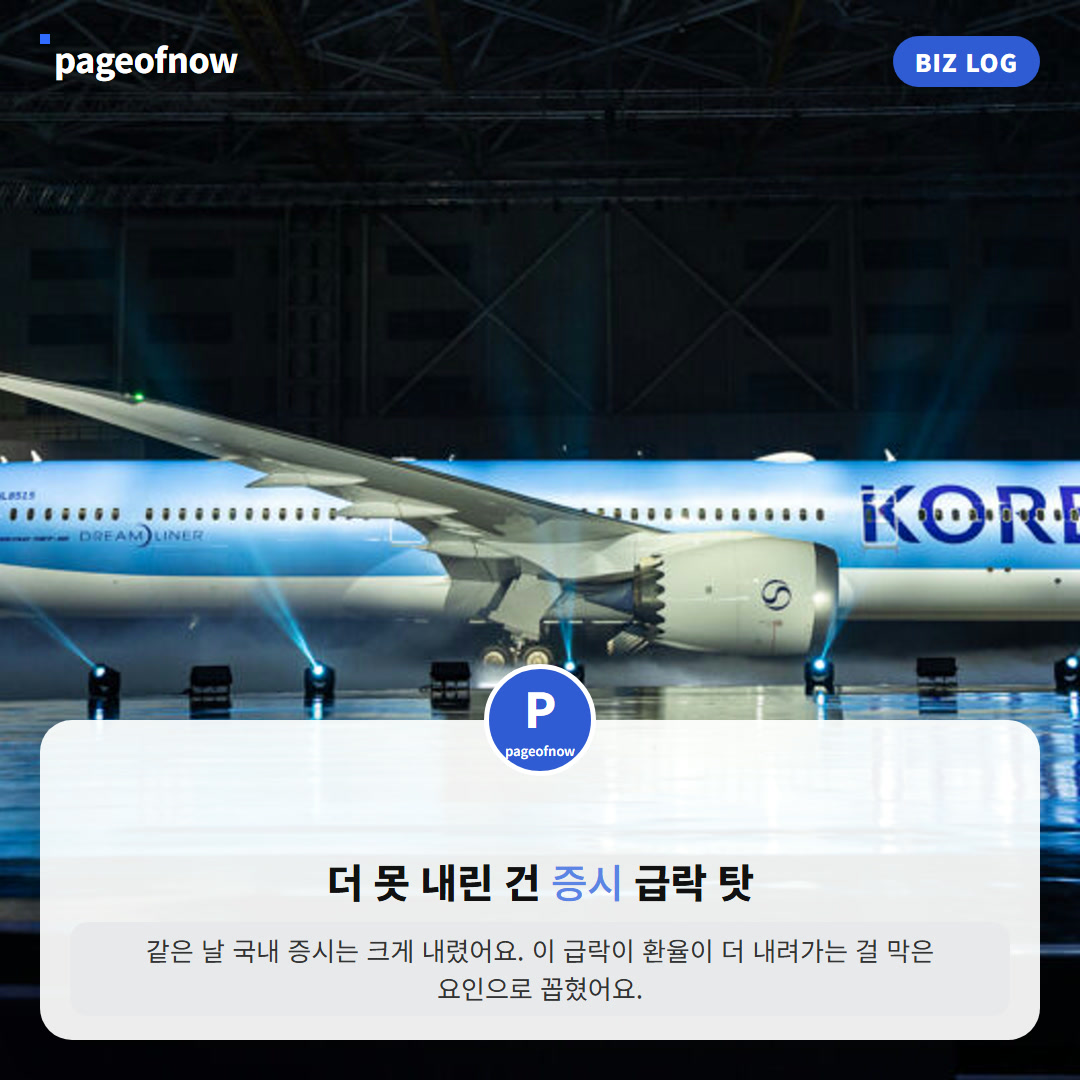 pageofnow
BIZ LOG
HL8515
DREAMLINER
KORE
P
pageofnow
더 못 내린 건 증시 급락 탓
같은 날 국내 증시는 크게 내렸어요. 이 급락이 환율이 더 내려가는 걸 막은
요인으로 꼽혔어요.